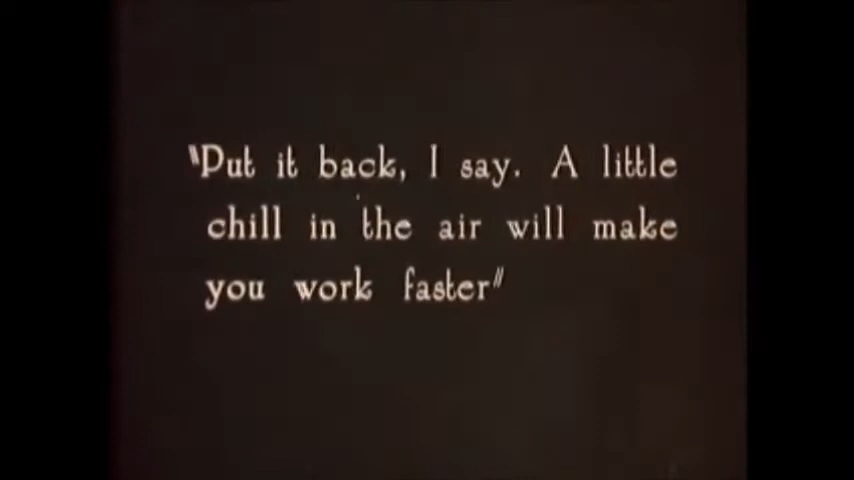 "Put it back, I say. A little
chill in the air will make
you work faster"